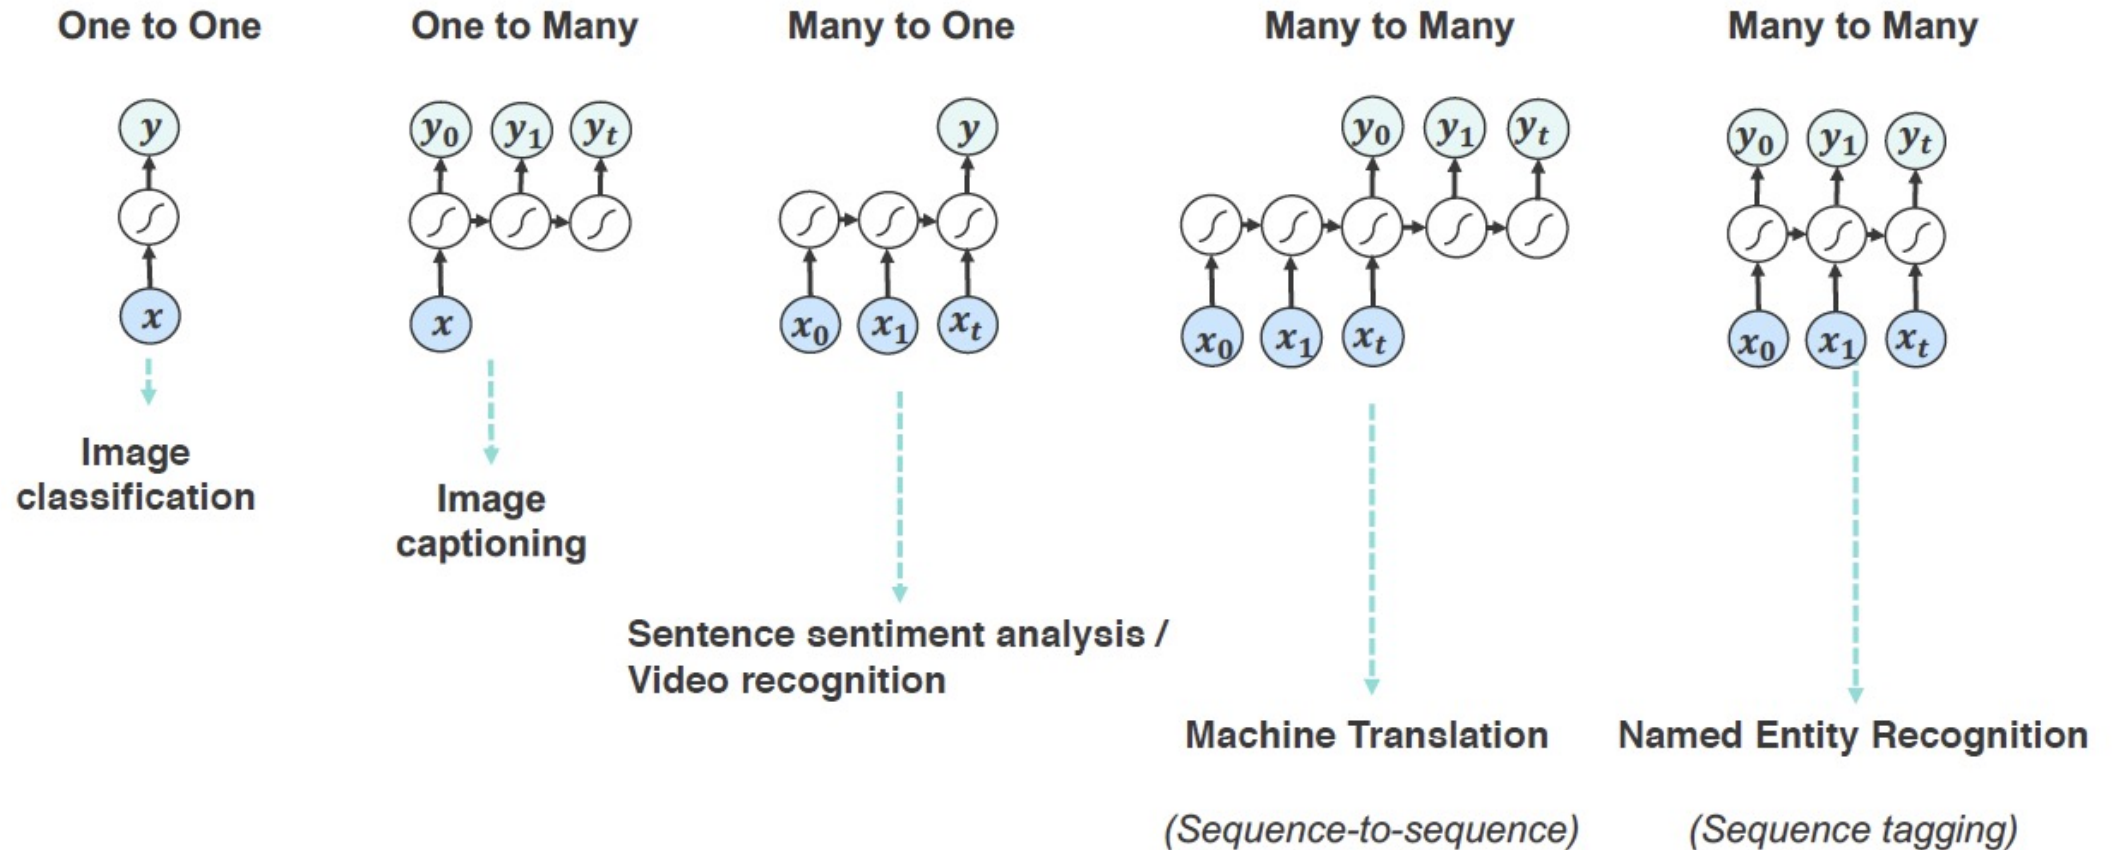 One to One
One to Many
Many to One
Many to Many
Many to Many
y
y₀ y₁ yₜ
y
y₀ y₁ yₜ
y₀ y₁ yₜ
x
x
x₀ x₁ xₜ
x₀ x₁ xₜ
x₀ x₁ xₜ
Image
classification
Image
captioning
Sentence sentiment analysis /
Video recognition
Machine Translation
(Sequence-to-sequence)
Named Entity Recognition
(Sequence tagging)